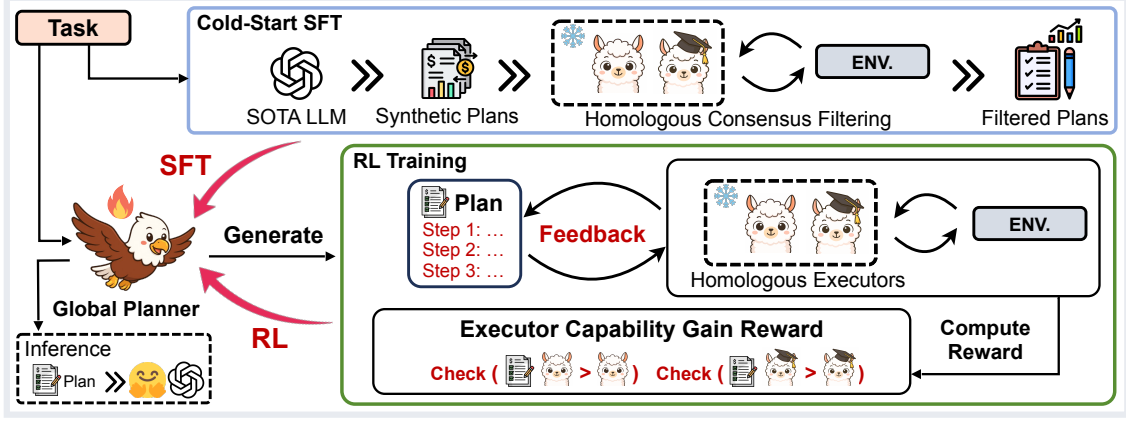 Task
Cold-Start SFT
SOTA LLM
Synthetic Plans
Homologous Consensus Filtering
ENV.
Filtered Plans
SFT
RL Training
Plan
Step 1: ...
Step 2: ...
Step 3: ...
Feedback
ENV.
Homologous Executors
Generate
Global Planner
RL
Inference
Plan
Executor Capability Gain Reward
Check ( > ) Check ( > )
Compute
Reward